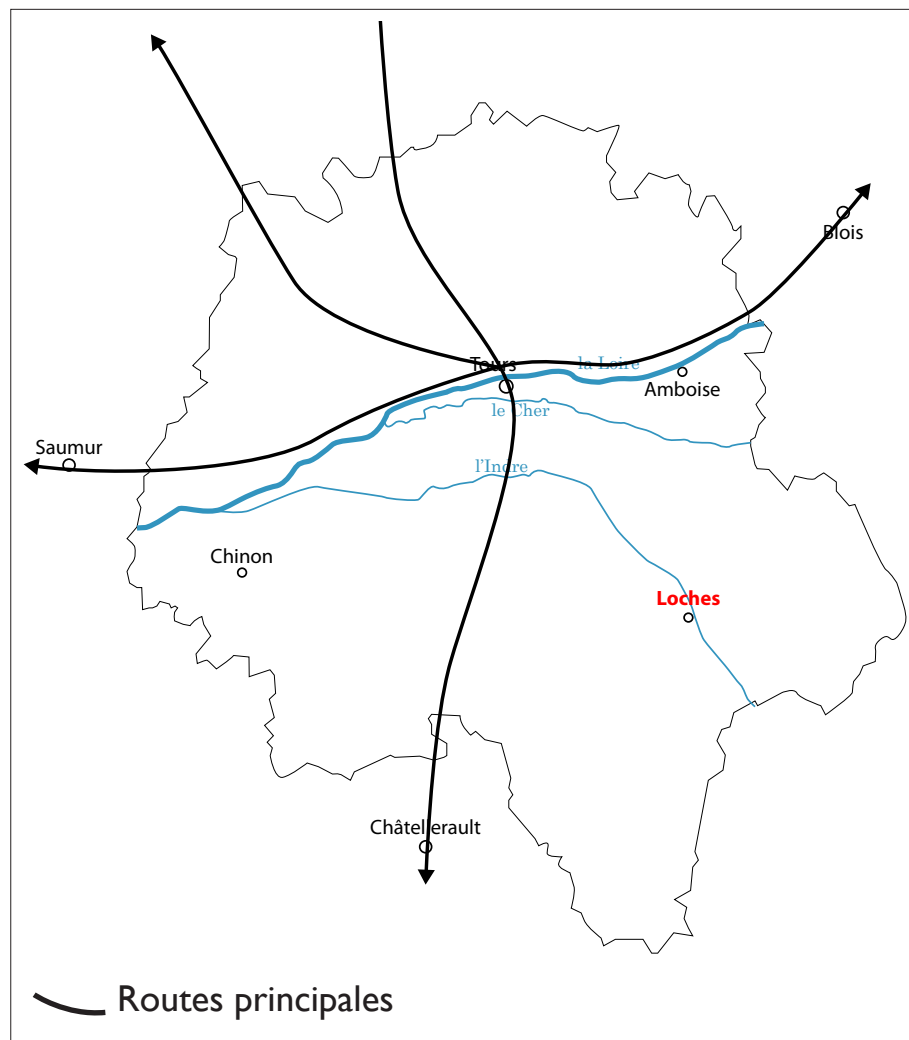 Blois
Tours
la Loire
Amboise
le Cher
Saumur
l'Indre
Chinon
Loches
Châtellerault
Routes principales